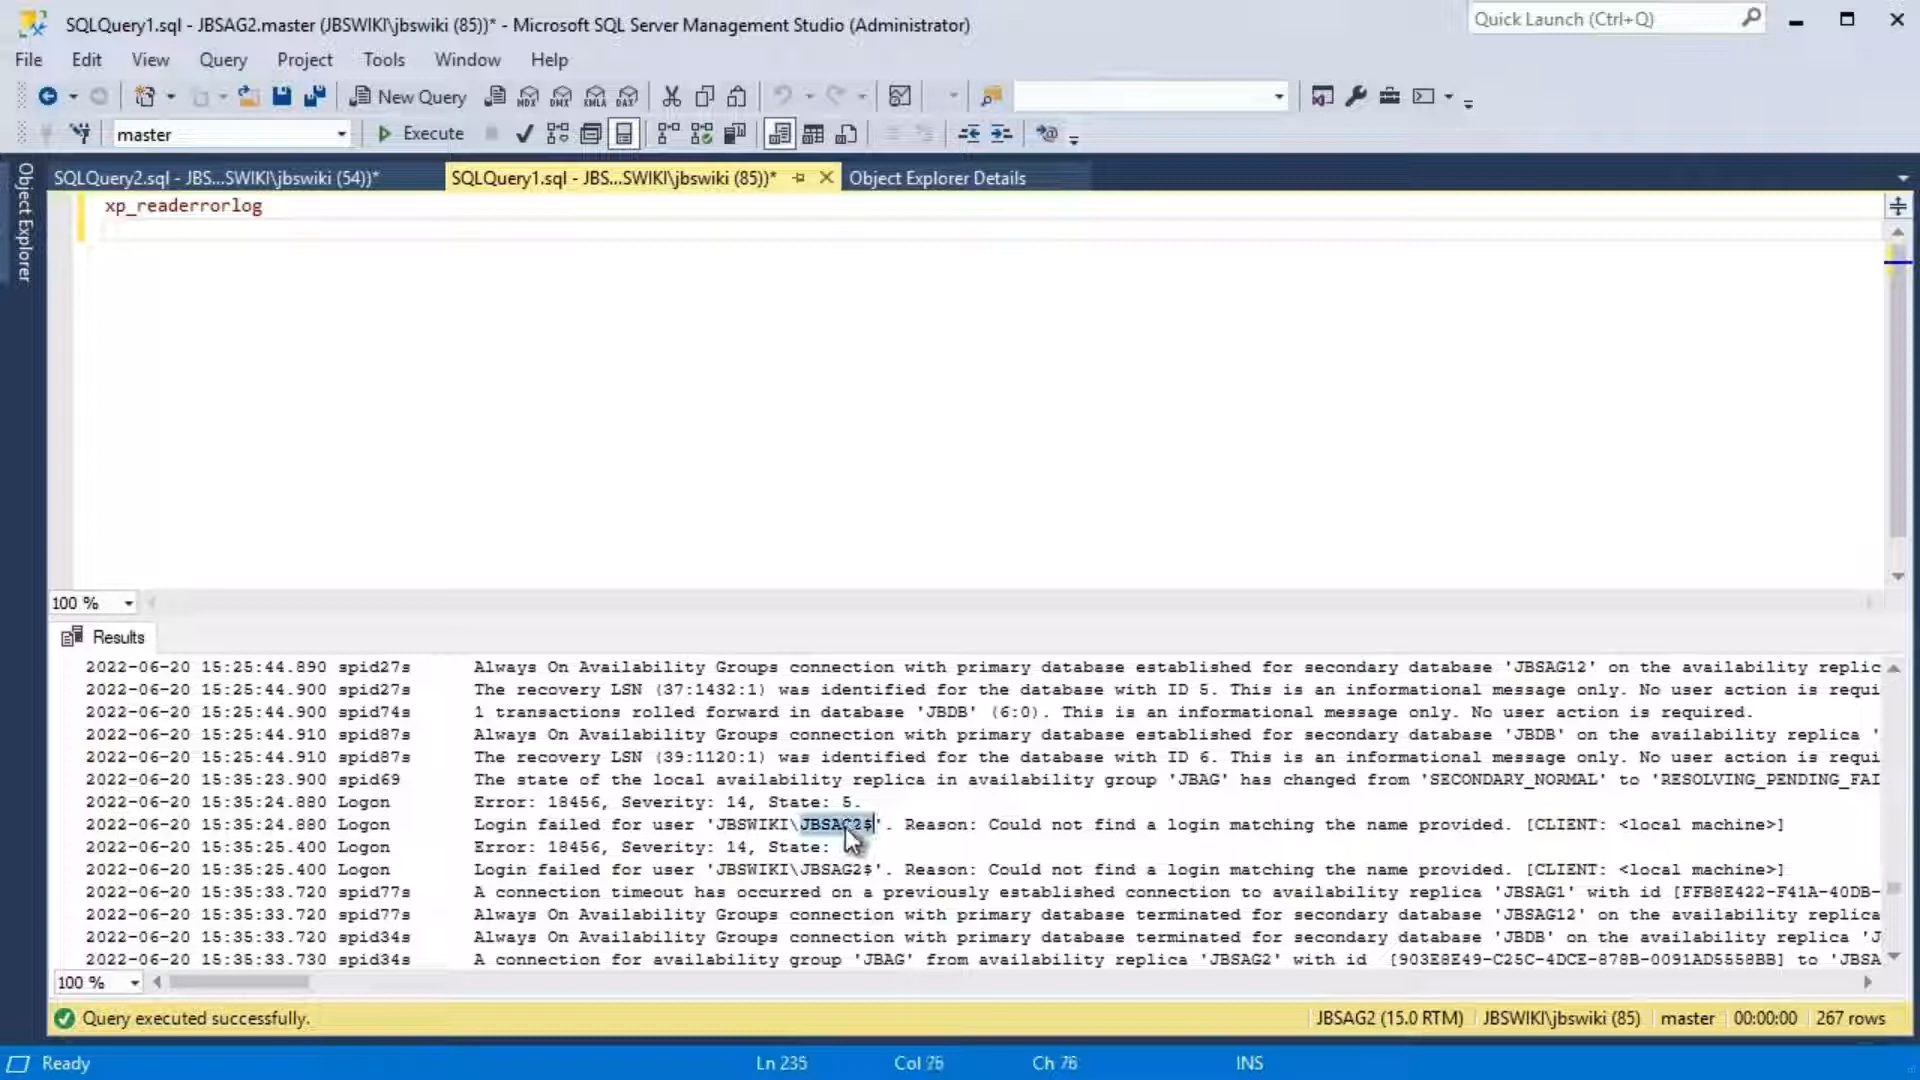 SQLQuery1.sql - JBSAG2.master (JBSWIKI\jbswiki (85))* - Microsoft SQL Server Management Studio (Administrator)
Quick Launch (Ctrl+Q)
File Edit View Query Project Tools Window Help
New Query MDX DMX XMLA DAX
master Execute
Object Explorer
SQLQuery2.sql - JBS...SWIKI\jbswiki (54))* SQLQuery1.sql - JBS...SWIKI\jbswiki (85))* Object Explorer Details
xp_readerrorlog
100 %
Results
2022-06-20 15:25:44.890 spid27s Always On Availability Groups connection with primary database established for secondary database 'JBSAG12' on the availability replic
2022-06-20 15:25:44.900 spid27s The recovery LSN (37:1432:1) was identified for the database with ID 5. This is an informational message only. No user action is requi
2022-06-20 15:25:44.900 spid74s 1 transactions rolled forward in database 'JBDB' (6:0). This is an informational message only. No user action is required.
2022-06-20 15:25:44.910 spid87s Always On Availability Groups connection with primary database established for secondary database 'JBDB' on the availability replica '
2022-06-20 15:25:44.910 spid87s The recovery LSN (39:1120:1) was identified for the database with ID 6. This is an informational message only. No user action is requi
2022-06-20 15:35:23.900 spid69 The state of the local availability replica in availability group 'JBAG' has changed from 'SECONDARY_NORMAL' to 'RESOLVING_PENDING_FAI
2022-06-20 15:35:24.880 Logon Error: 18456, Severity: 14, State: 5.
2022-06-20 15:35:24.880 Logon Login failed for user 'JBSWIKI\JBSAG2$'. Reason: Could not find a login matching the name provided. [CLIENT: <local machine>]
2022-06-20 15:35:25.400 Logon Error: 18456, Severity: 14, State:
2022-06-20 15:35:25.400 Logon Login failed for user 'JBSWIKI\JBSAG2$'. Reason: Could not find a login matching the name provided. [CLIENT: <local machine>]
2022-06-20 15:35:33.720 spid77s A connection timeout has occurred on a previously established connection to availability replica 'JBSAG1' with id [FFB8E422-F41A-40DB-
2022-06-20 15:35:33.720 spid77s Always On Availability Groups connection with primary database terminated for secondary database 'JBSAG12' on the availability replica
2022-06-20 15:35:33.720 spid34s Always On Availability Groups connection with primary database terminated for secondary database 'JBDB' on the availability replica 'J
2022-06-20 15:35:33.730 spid34s A connection for availability group 'JBAG' from availability replica 'JBSAG2' with id [903E8E49-C25C-4DCE-878B-0091AD5558BB] to 'JBSA
100 %
Query executed successfully. JBSAG2 (15.0 RTM) JBSWIKI\jbswiki (85) master 00:00:00 267 rows
Ready Ln 235 Col 75 Ch 76 INS